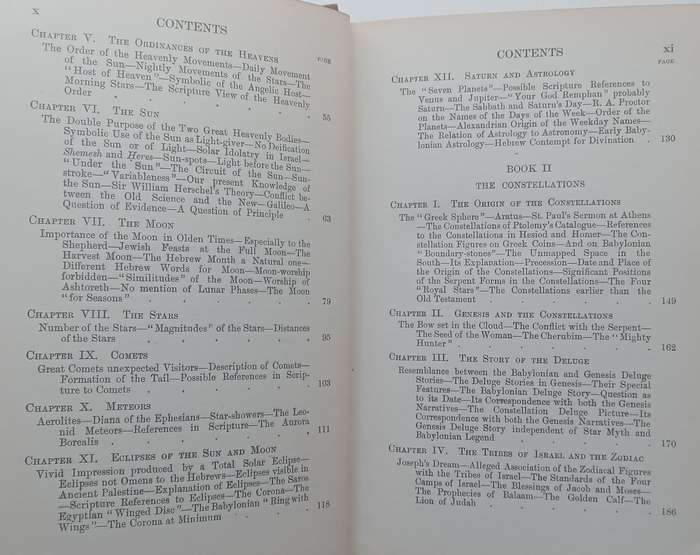 x
CONTENTS
PAGE
CHAPTER V. THE ORDINANCES OF THE HEAVENS
The Order of the Heavenly Movements—Daily Movement
of the Sun—Nightly Movements of the Stars—The
"Host of Heaven"—Symbolic of the Angelic Host—
Morning Stars—The Scripture View of the Heavenly
Order . . . . . . . 55
CHAPTER VI. THE SUN
The Double Purpose of the Two Great Heavenly Bodies—
Symbolic Use of the Sun as Light-giver—No Deification
of the Sun or of Light—Solar Idolatry in Israel—
Shemesh and Heres—Sun-spots—Light before the Sun—
"Under the Sun"—The Circuit of the Sun—Sun-
stroke—"Variableness"—Our present Knowledge of
the Sun—Sir William Herschel's Theory—Conflict be-
tween the Old Science and the New—Galileo—A
Question of Evidence—A Question of Principle . 63
CHAPTER VII. THE MOON
Importance of the Moon in Olden Times—Especially to the
Shepherd—Jewish Feasts at the Full Moon—The
Harvest Moon—The Hebrew Month a Natural one—
Different Hebrew Words for Moon—Moon-worship
forbidden—"Similitudes" of the Moon—Worship of
Ashtoreth—No mention of Lunar Phases—The Moon
"for Seasons" . . . . . . 79
CHAPTER VIII. THE STARS
Number of the Stars—"Magnitudes" of the Stars—Distances
of the Stars . . . . . . 95
CHAPTER IX. COMETS
Great Comets unexpected Visitors—Description of Comets—
Formation of the Tail—Possible References in Scrip-
ture to Comets . . . . . . 103
CHAPTER X. METEORS
Aerolites—Diana of the Ephesians—Star-showers—The Leo-
nid Meteors—References in Scripture—The Aurora
Borealis . . . . . . . 111
CHAPTER XI. ECLIPSES OF THE SUN AND MOON
Vivid Impression produced by a Total Solar Eclipse—
Eclipses not Omens to the Hebrews—Eclipses visible in
Ancient Palestine—Explanation of Eclipses—The Saros
—Scripture References to Eclipses—The Corona—The
Egyptian "Winged Disc"—The Babylonian "Ring with
Wings"—The Corona at Minimum . . . 118
CONTENTS
xi
PAGE
CHAPTER XII. SATURN AND ASTROLOGY
The "Seven Planets"—Possible Scripture References to
Venus and Jupiter—"Your God Remphan" probably
Saturn—The Sabbath and Saturn's Day—R. A. Proctor
on the Names of the Days of the Week—Order of the
Planets—Alexandrian Origin of the Weekday Names—
The Relation of Astrology to Astronomy—Early Baby-
lonian Astrology—Hebrew Contempt for Divination . 130
BOOK II
THE CONSTELLATIONS
CHAPTER I. THE ORIGIN OF THE CONSTELLATIONS
The "Greek Sphere"—Aratus—St. Paul's Sermon at Athens
—The Constellations of Ptolemy's Catalogue—References
to the Constellations in Hesiod and Homer—The Con-
stellation Figures on Greek Coins—And on Babylonian
"Boundary-stones"—The Unmapped Space in the
South—Its Explanation—Precession—Date and Place of
the Origin of the Constellations—Significant Positions
of the Serpent Forms in the Constellations—The Four
"Royal Stars"—The Constellations earlier than the
Old Testament . . . . . . 149
CHAPTER II. GENESIS AND THE CONSTELLATIONS
The Bow set in the Cloud—The Conflict with the Serpent—
The Seed of the Woman—The Cherubim—The "Mighty
Hunter" . . . . . . . 162
CHAPTER III. THE STORY OF THE DELUGE
Resemblance between the Babylonian and Genesis Deluge
Stories—The Deluge Stories in Genesis—Their Special
Features—The Babylonian Deluge Story—Question as
to its Date—Its Correspondence with both the Genesis
Narratives—The Constellation Deluge Picture—Its
Correspondence with both the Genesis Narratives—The
Genesis Deluge Story independent of Star Myth and
Babylonian Legend . . . . . 170
CHAPTER IV. THE TRIBES OF ISRAEL AND THE ZODIAC
Joseph's Dream—Alleged Association of the Zodiacal Figures
with the Tribes of Israel—The Standards of the Four
Camps of Israel—The Blessings of Jacob and Moses—
The Prophecies of Balaam—The Golden Calf—The
Lion of Judah . . . . . . 186